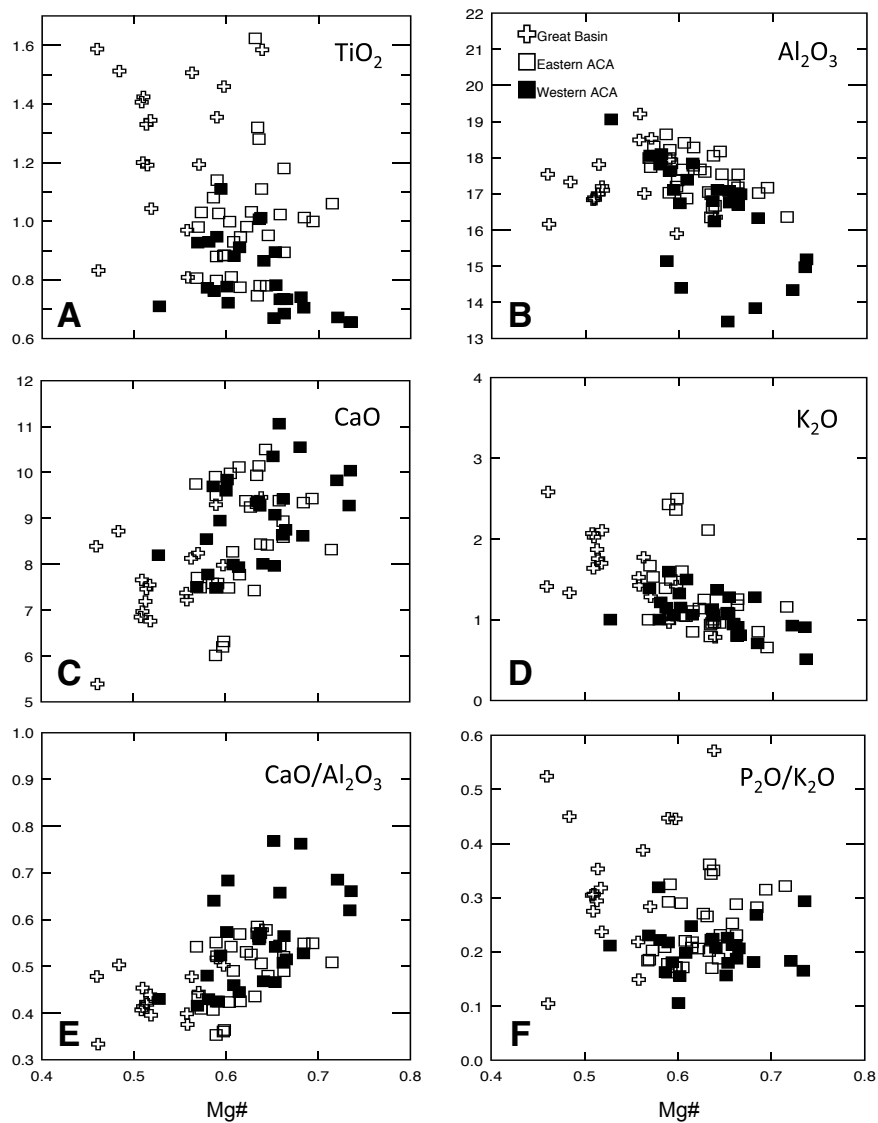 TiO2
1.6
1.4
1.2
1.0
0.8
0.6
A
Al2O3
Great Basin
Eastern ACA
Western ACA
22
21
20
19
18
17
16
15
14
13
B
CaO
12
11
10
9
8
7
6
5
C
K2O
4
3
2
1
0
D
CaO/Al2O3
1.0
0.9
0.8
0.7
0.6
0.5
0.4
0.3
E
0.4 0.5 0.6 0.7 0.8
Mg#
P2O/K2O
0.6
0.5
0.4
0.3
0.2
0.1
0.0
F
0.4 0.5 0.6 0.7 0.8
Mg#